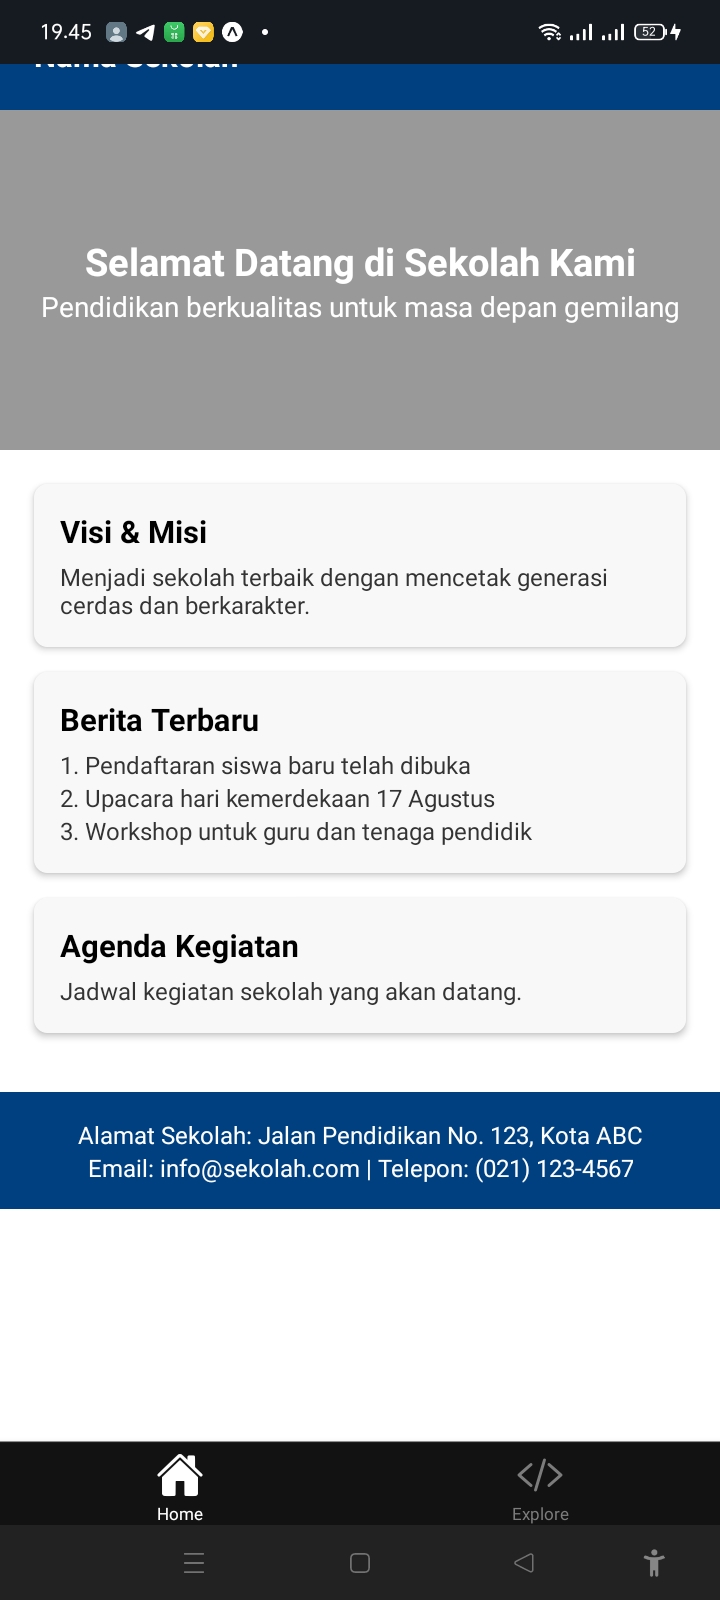 19.45
52
Nama Sekolah
Selamat Datang di Sekolah Kami
Pendidikan berkualitas untuk masa depan gemilang
Visi & Misi
Menjadi sekolah terbaik dengan mencetak generasi
cerdas dan berkarakter.
Berita Terbaru
1. Pendaftaran siswa baru telah dibuka
2. Upacara hari kemerdekaan 17 Agustus
3. Workshop untuk guru dan tenaga pendidik
Agenda Kegiatan
Jadwal kegiatan sekolah yang akan datang.
Alamat Sekolah: Jalan Pendidikan No. 123, Kota ABC
Email: info@sekolah.com | Telepon: (021) 123-4567
Home
Explore